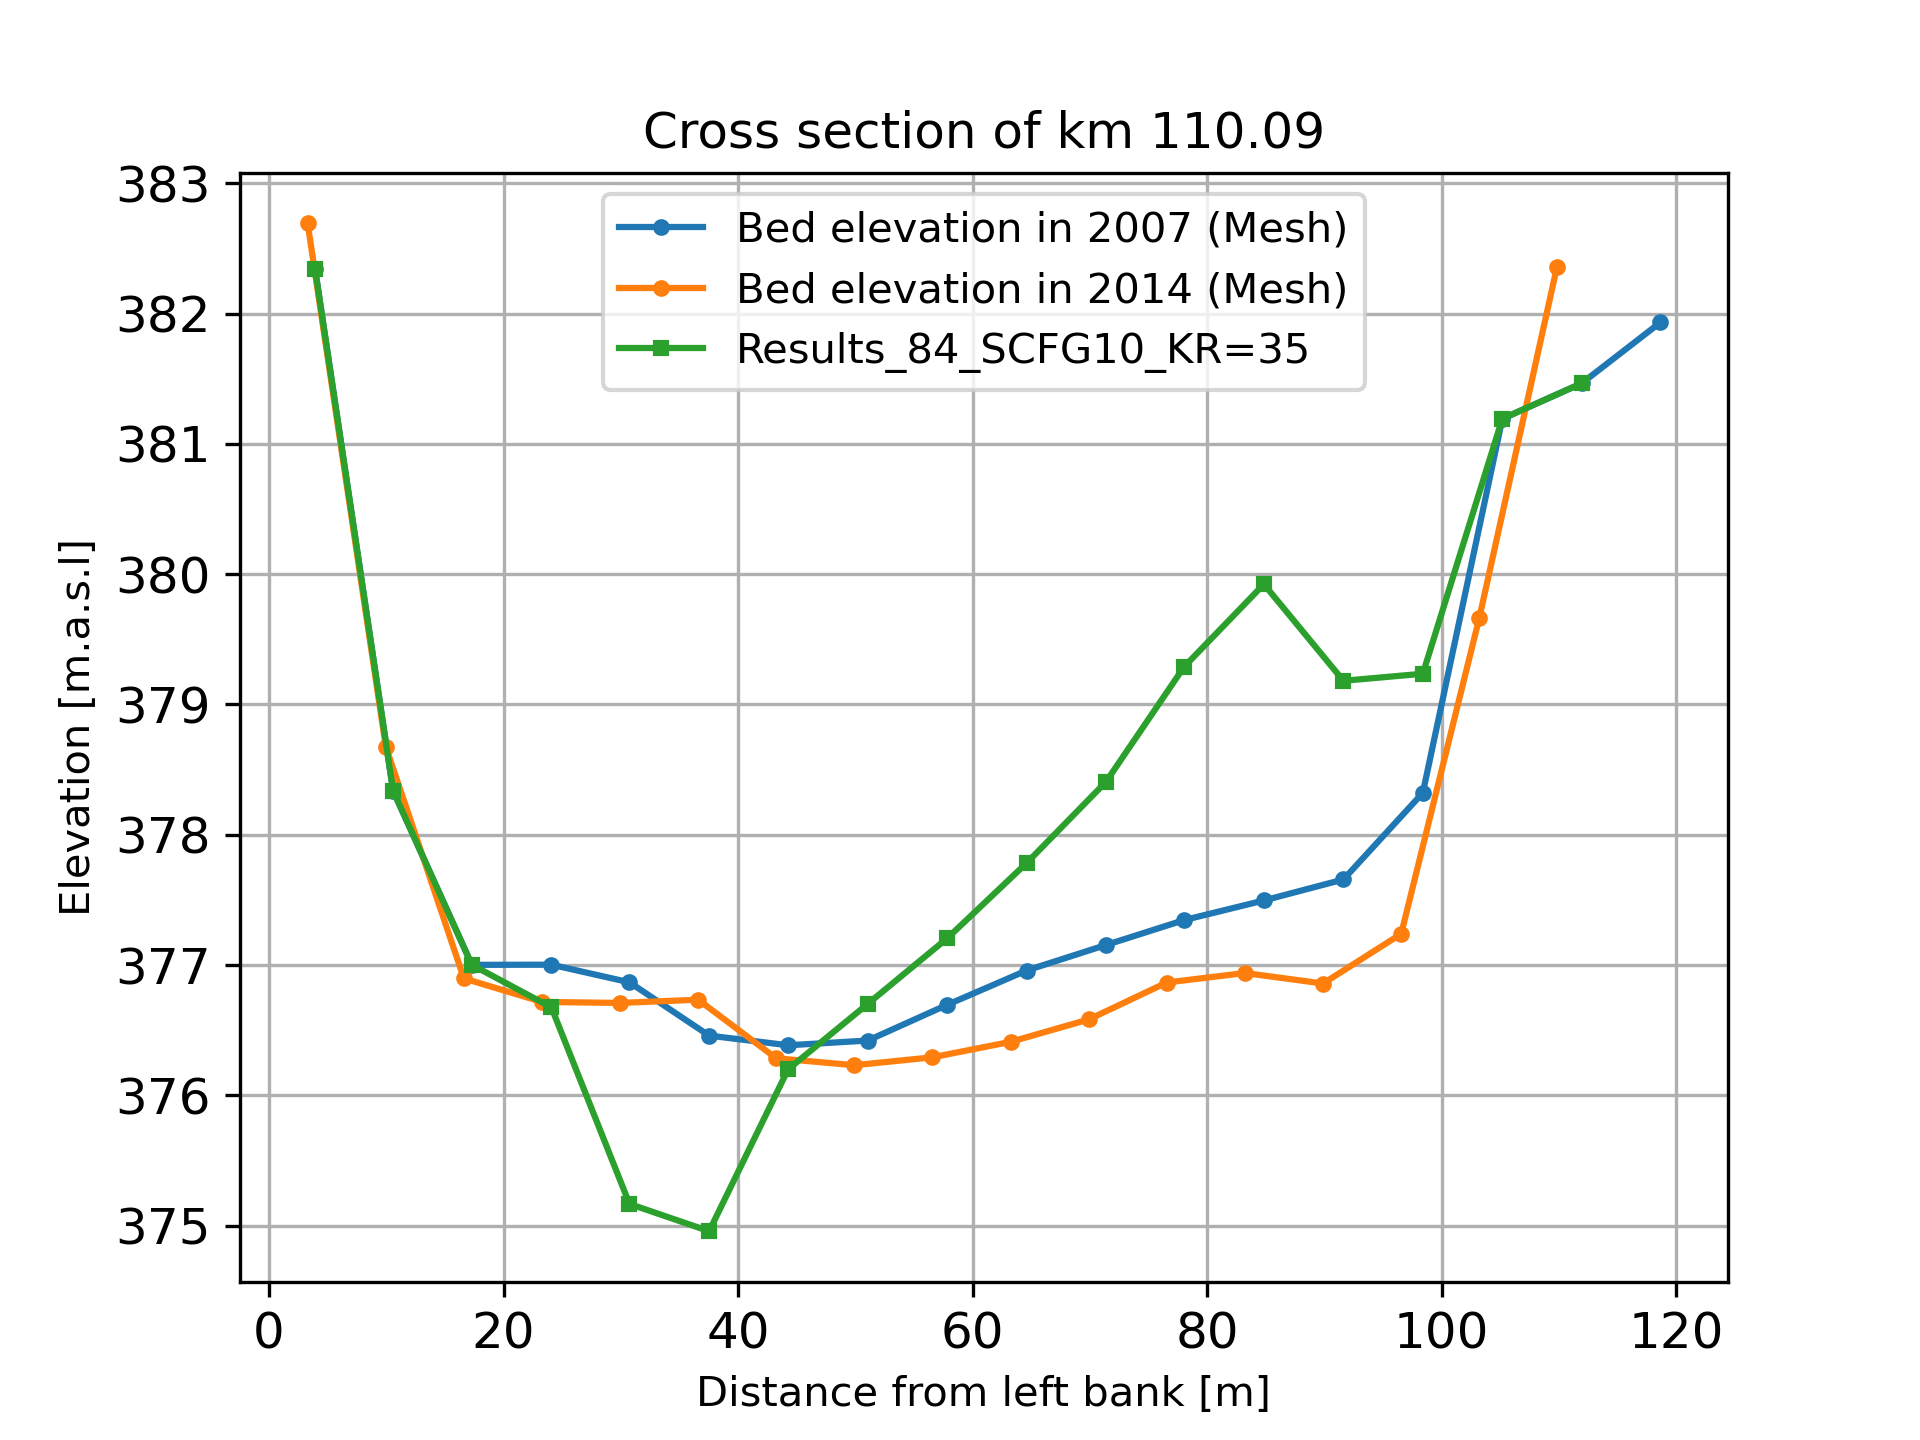 Cross section of km 110.09
383
382
381
380
379
378
377
376
375
Elevation [m.a.s.l]
Bed elevation in 2007 (Mesh)
Bed elevation in 2014 (Mesh)
Results_84_SCFG10_KR=35
0 20 40 60 80 100 120
Distance from left bank [m]